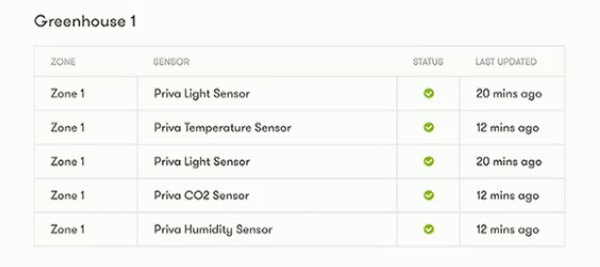 Greenhouse 1
ZONE SENSOR STATUS LAST UPDATED
Zone 1 Priva Light Sensor 20 mins ago
Zone 1 Priva Temperature Sensor 12 mins ago
Zone 1 Priva Light Sensor 20 mins ago
Zone 1 Priva CO2 Sensor 12 mins ago
Zone 1 Priva Humidity Sensor 12 mins ago